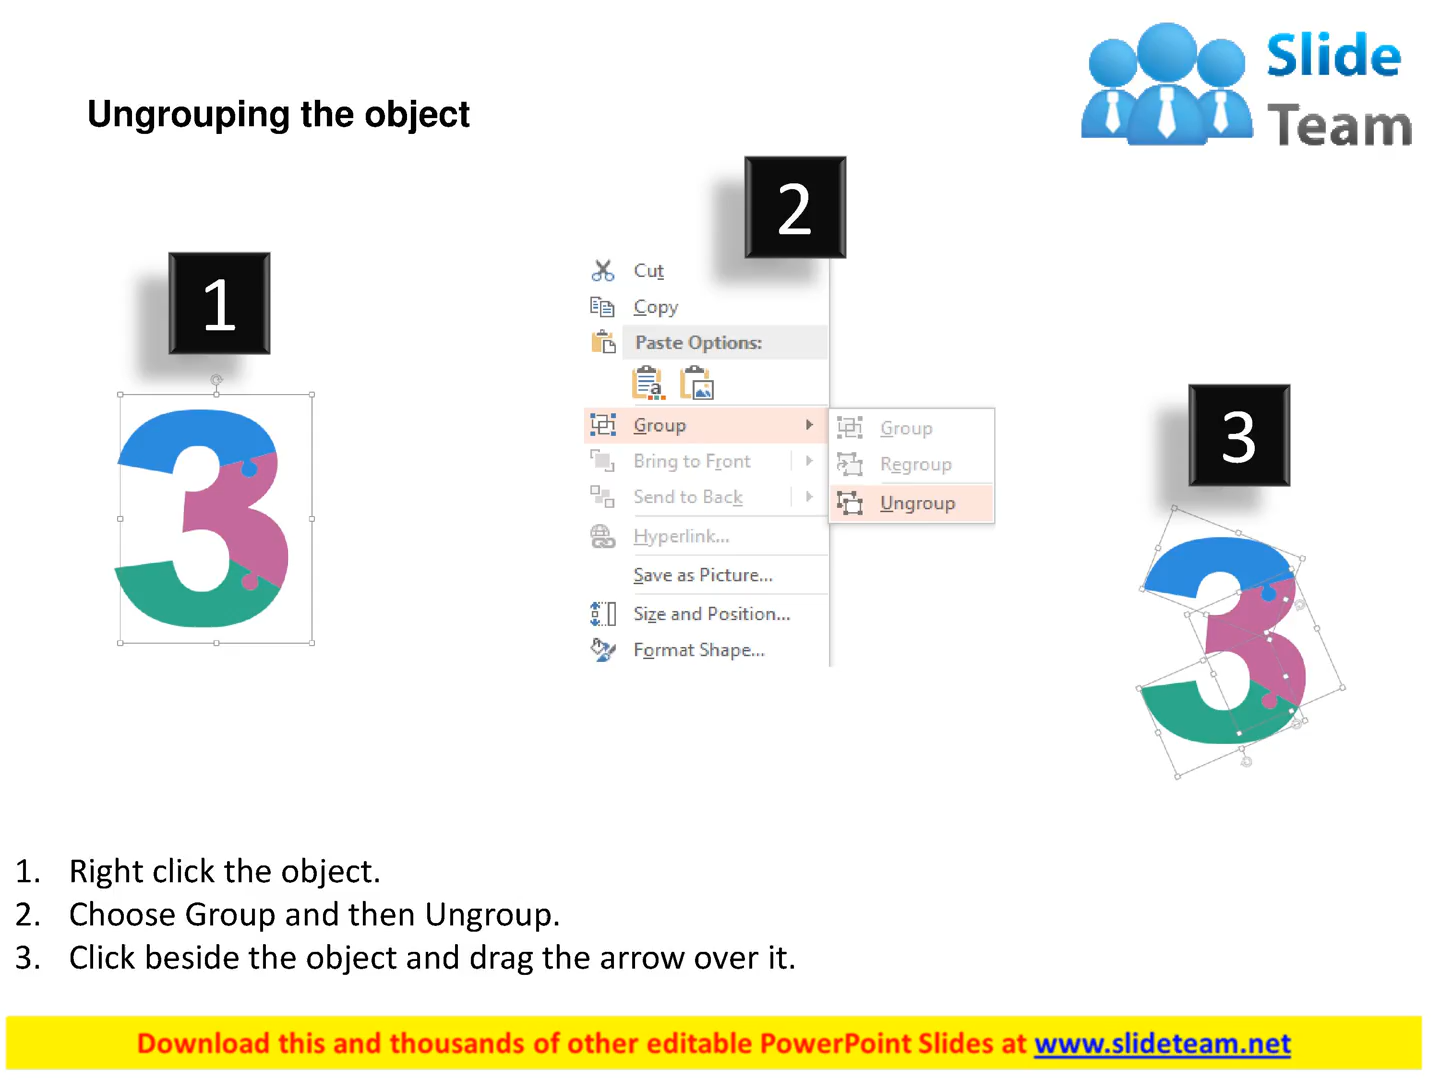 Slide
Team
Ungrouping the object
1
2
3
Cut
Copy
Paste Options:
Group
Bring to Front
Send to Back
Hyperlink...
Save as Picture...
Size and Position...
Format Shape...
Group
Regroup
Ungroup
1. Right click the object.
2. Choose Group and then Ungroup.
3. Click beside the object and drag the arrow over it.
Download this and thousands of other editable PowerPoint Slides at www.slideteam.net